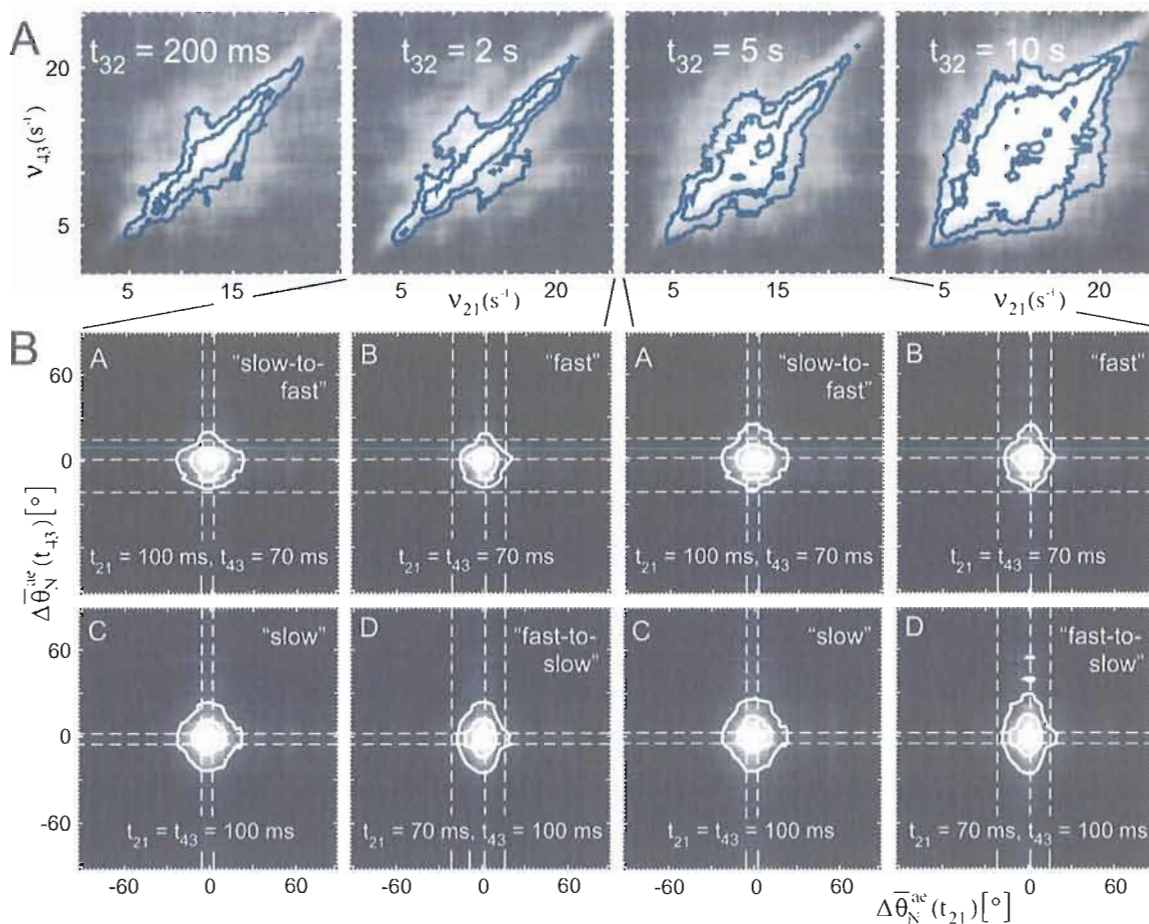 A
t₃₂ = 200 ms
t₃₂ = 2 s
t₃₂ = 5 s
t₃₂ = 10 s
20
5
ν₄₃(s⁻¹)
5
15
5
20
ν₂₁(s⁻¹)
5
15
5
20
ν₂₁(s⁻¹)
B
A
"slow-to-
fast"
t₂₁ = 100 ms, t₄₃ = 70 ms
B
"fast"
t₂₁ = t₄₃ = 70 ms
A
"slow-to-
fast"
t₂₁ = 100 ms, t₄₃ = 70 ms
B
"fast"
t₂₁ = t₄₃ = 70 ms
60
0
C
"slow"
t₂₁ = t₄₃ = 100 ms
D
"fast-to-
slow"
t₂₁ = 70 ms, t₄₃ = 100 ms
C
"slow"
t₂₁ = t₄₃ = 100 ms
D
"fast-to-
slow"
t₂₁ = 70 ms, t₄₃ = 100 ms
60
0
-60
Δθ̅ᴺᵃᵉ(t₄₃)[°]
-60
0
60
0
60
-60
0
60
0
60
Δθ̅ᴺᵃᵉ(t₂₁)[°]